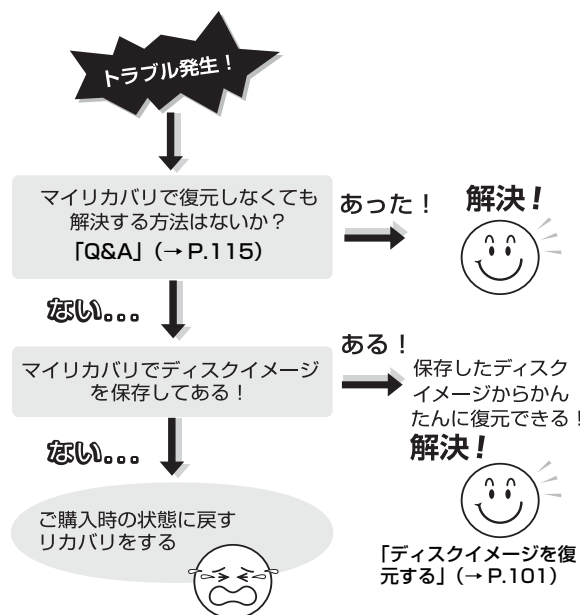 トラブル発生！
マイリカバリで復元しなくても
解決する方法はないか？
「Q&A」（→ P.115）
あった！
解決！
ない...
マイリカバリでディスクイメージ
を保存してある！
ある！
保存したディスク
イメージからかん
たんに復元できる！
解決！
「ディスクイメージを復
元する」（→ P.101）
ない...
ご購入時の状態に戻す
リカバリをする